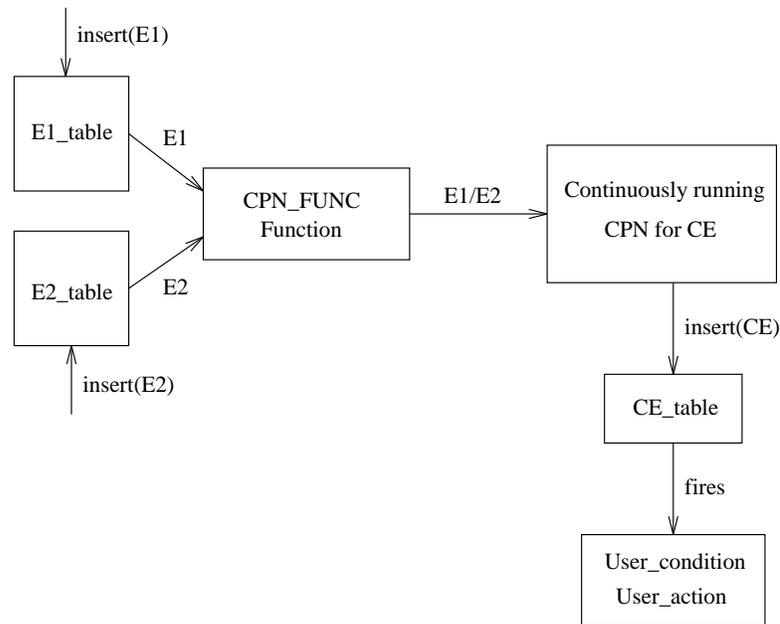 insert(E1)
E1_table
E1
CPN_FUNC
Function
E1/E2
Continuously running
CPN for CE
E2_table
E2
insert(E2)
insert(CE)
CE_table
fires
User_condition
User_action